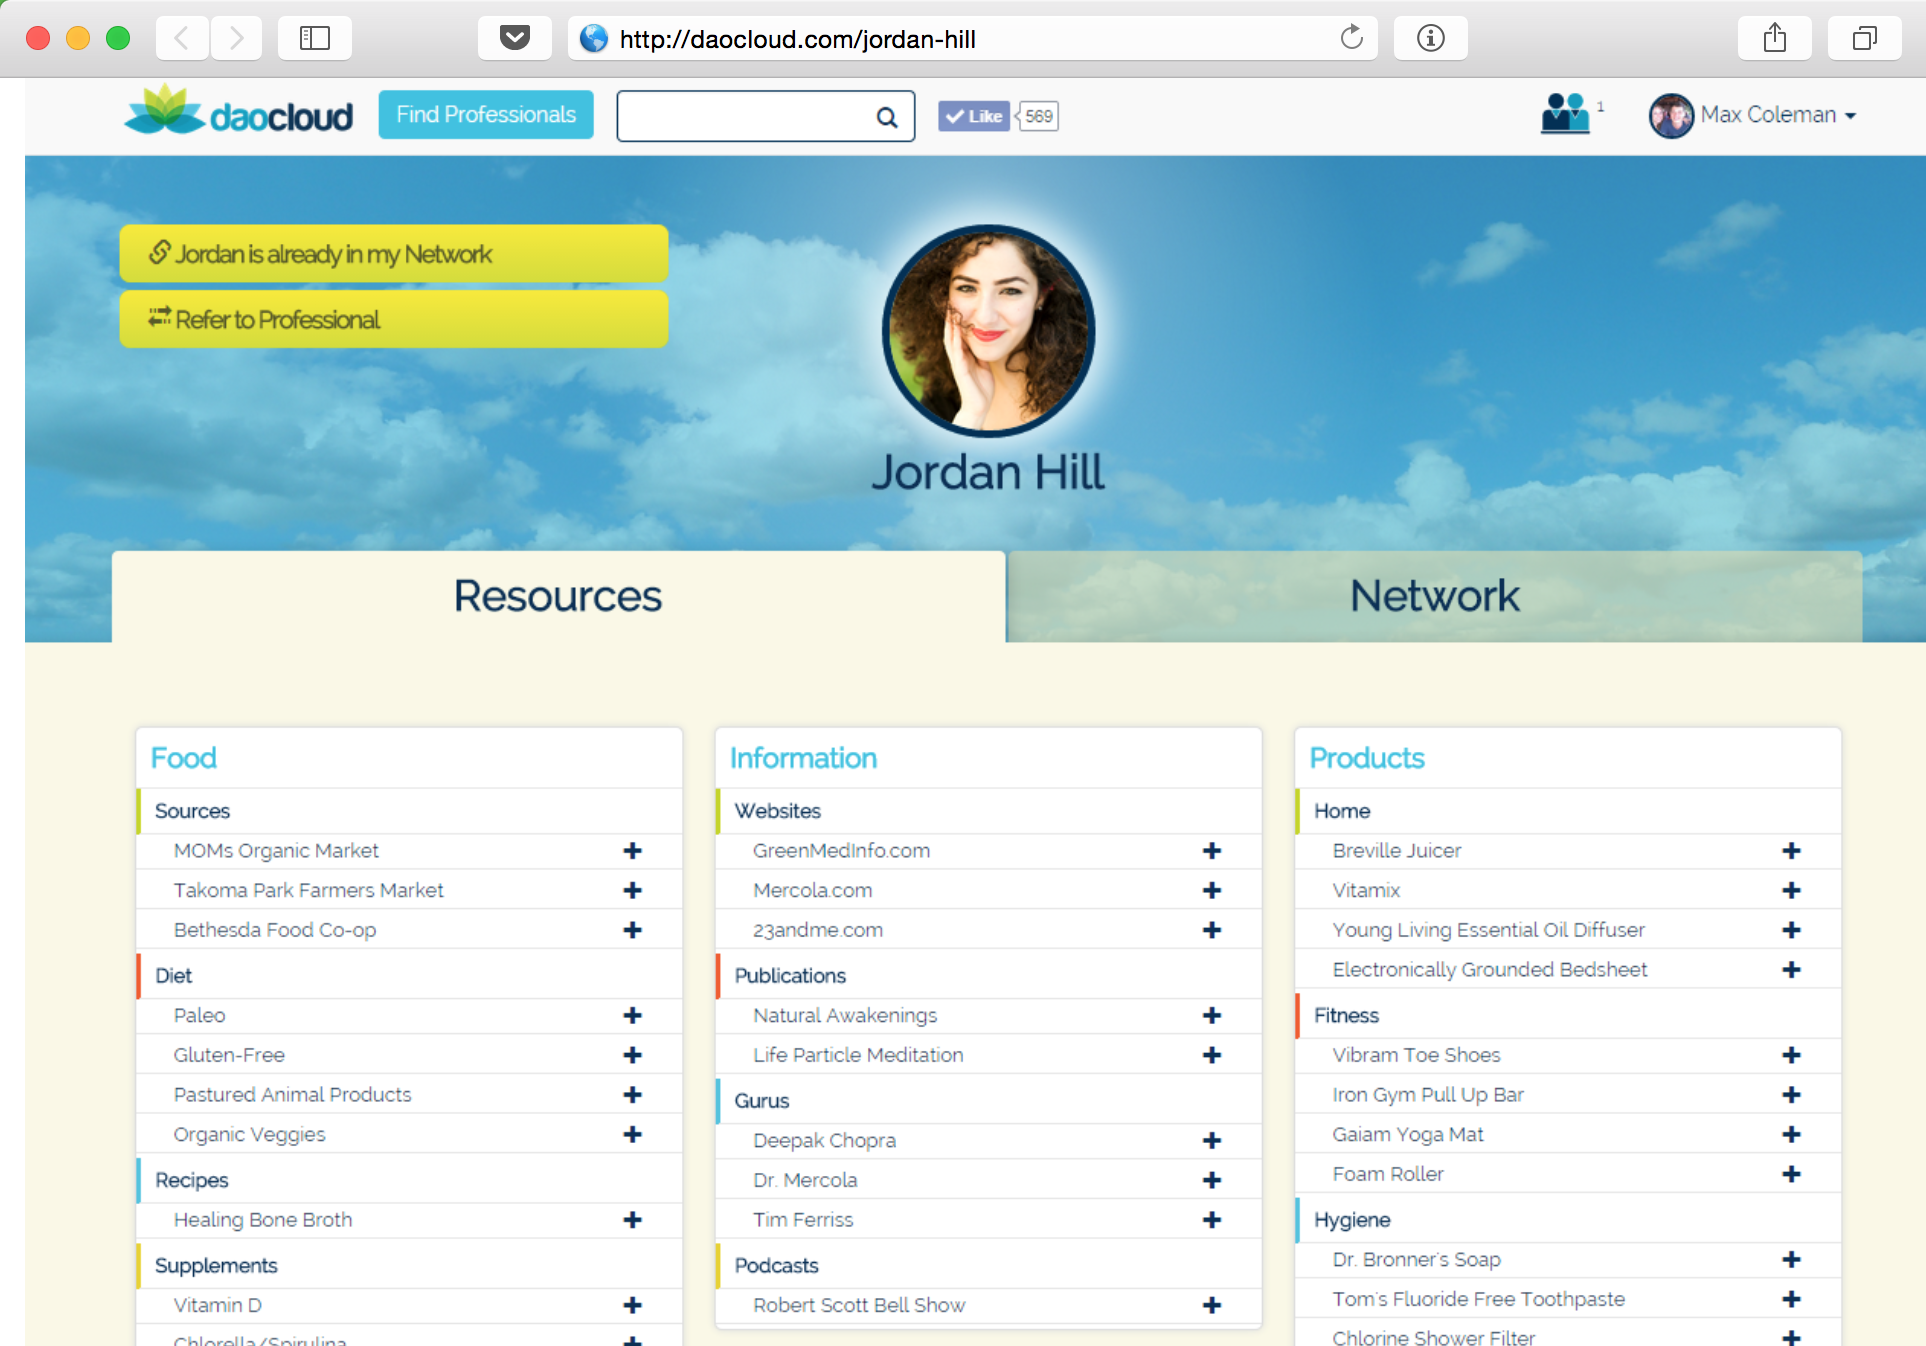 http://daocloud.com/jordan-hill
daocloud
Find Professionals
Like
569
1
Max Coleman
Jordan is already in my Network
Refer to Professional
Jordan Hill
Resources
Network
Food
Sources
MOMs Organic Market
Takoma Park Farmers Market
Bethesda Food Co-op
Diet
Paleo
Gluten-Free
Pastured Animal Products
Organic Veggies
Recipes
Healing Bone Broth
Supplements
Vitamin D
Chlorella/Spirulina
Information
Websites
GreenMedInfo.com
Mercola.com
23andme.com
Publications
Natural Awakenings
Life Particle Meditation
Gurus
Deepak Chopra
Dr. Mercola
Tim Ferriss
Podcasts
Robert Scott Bell Show
Products
Home
Breville Juicer
Vitamix
Young Living Essential Oil Diffuser
Electronically Grounded Bedsheet
Fitness
Vibram Toe Shoes
Iron Gym Pull Up Bar
Gaiam Yoga Mat
Foam Roller
Hygiene
Dr. Bronner's Soap
Tom's Fluoride Free Toothpaste
Chlorine Shower Filter